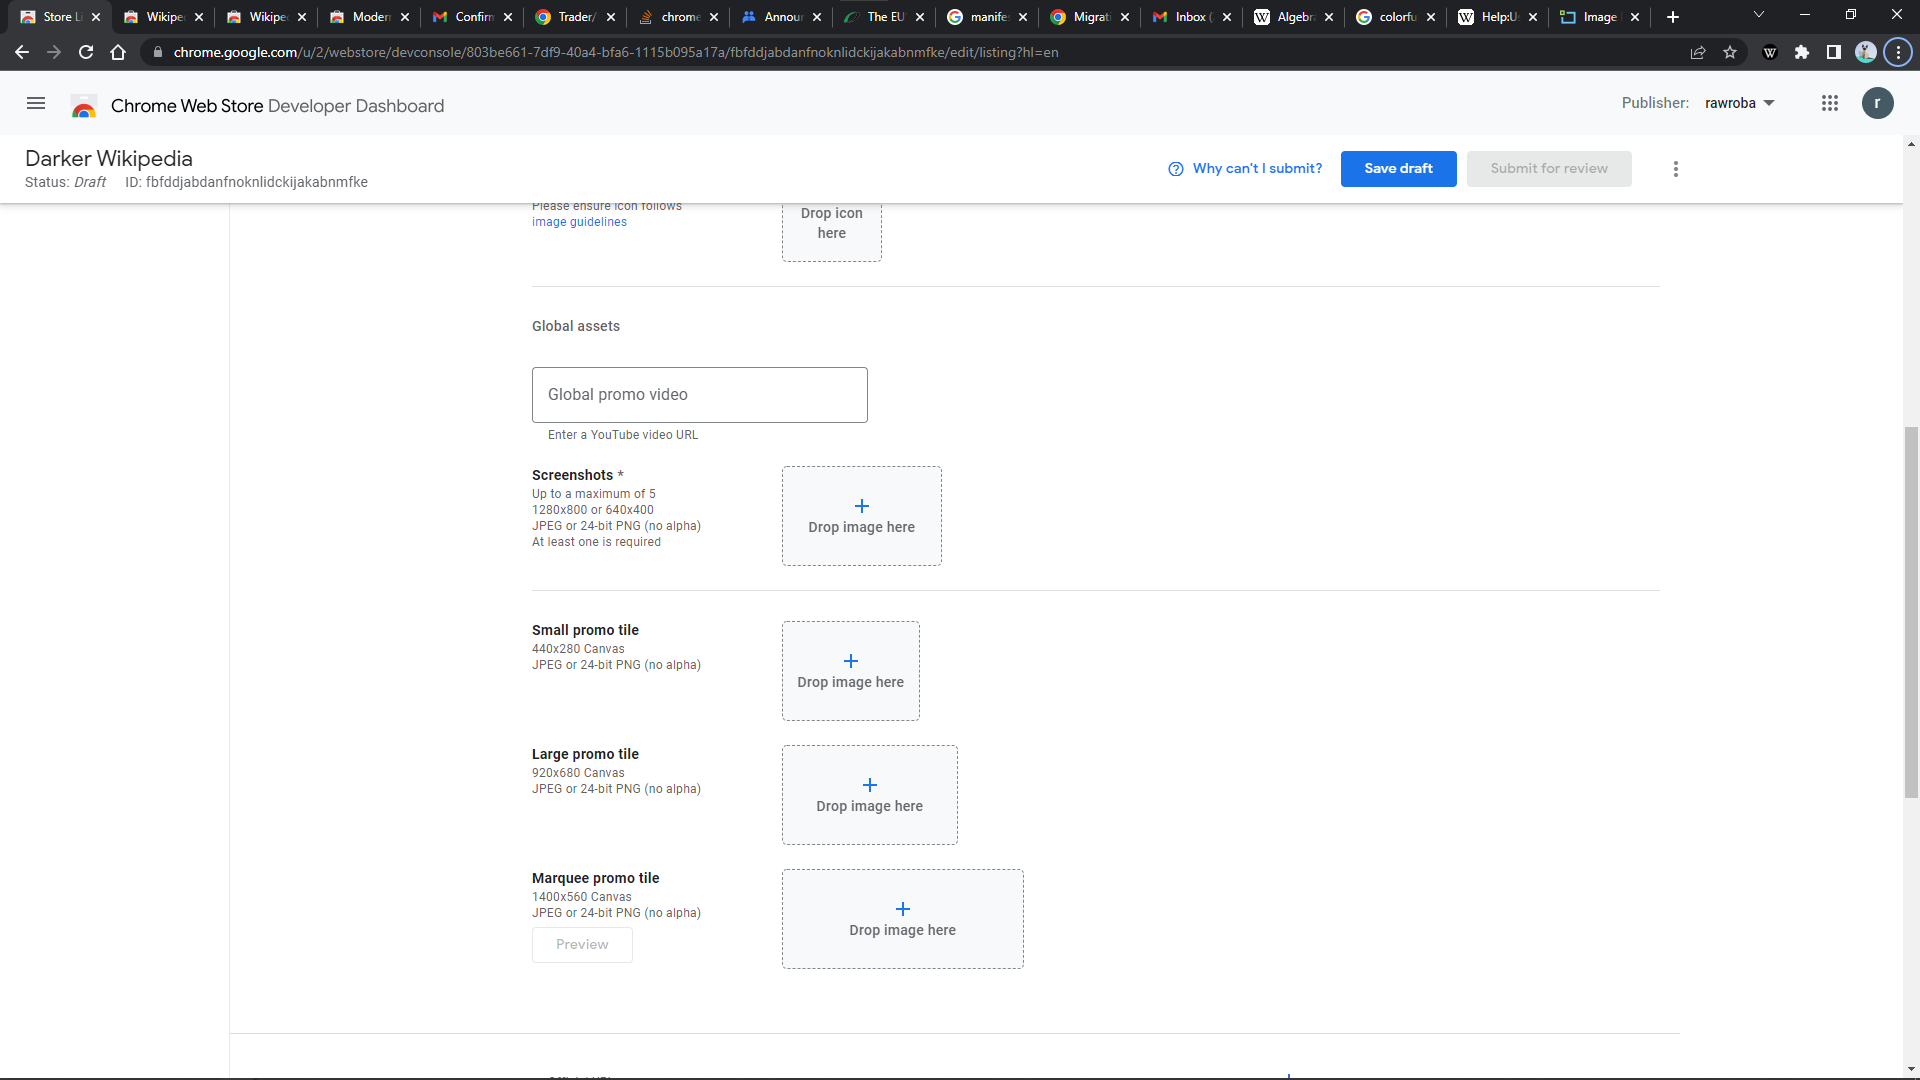 Store Li
Wikipe
Wikipe
Moder
Confirm
Trader/
chrome
Annour
The EU
manifes
Migrati
Inbox (
Algebra
colorfu
Help:U
Image
chrome.google.com/u/2/webstore/devconsole/803be661-7df9-40a4-bfa6-1115b095a17a/fbfddjabdanfnoknlidckijakabnmfke/edit/listing?hl=en
Chrome Web Store Developer Dashboard
Publisher: rawroba
r
Darker Wikipedia
Status: Draft ID: fbfddjabdanfnoknlidckijakabnmfke
Why can't I submit?
Save draft
Submit for review
Please ensure icon follows
image guidelines
Drop icon
here
Global assets
Global promo video
Enter a YouTube video URL
Screenshots *
Up to a maximum of 5
1280x800 or 640x400
JPEG or 24-bit PNG (no alpha)
At least one is required
Drop image here
Small promo tile
440x280 Canvas
JPEG or 24-bit PNG (no alpha)
Drop image here
Large promo tile
920x680 Canvas
JPEG or 24-bit PNG (no alpha)
Drop image here
Marquee promo tile
1400x560 Canvas
JPEG or 24-bit PNG (no alpha)
Preview
Drop image here